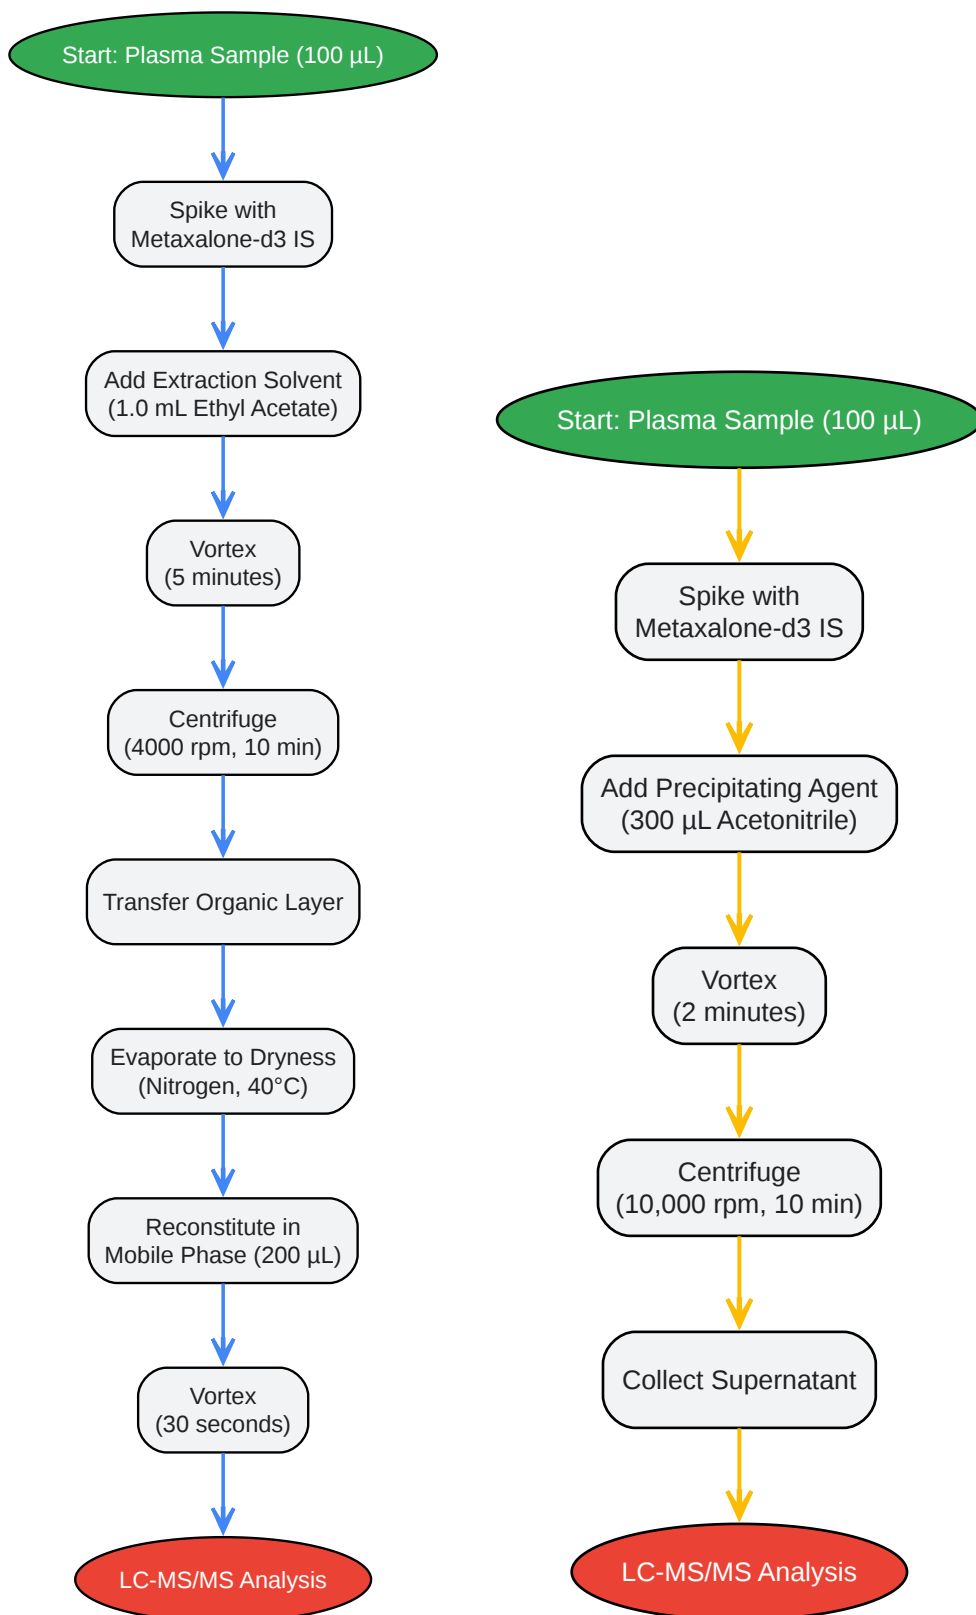 Start: Plasma Sample (100 µL)
Spike with
Metaxalone-d3 IS
Add Extraction Solvent
(1.0 mL Ethyl Acetate)
Vortex
(5 minutes)
Centrifuge
(4000 rpm, 10 min)
Transfer Organic Layer
Evaporate to Dryness
(Nitrogen, 40°C)
Reconstitute in
Mobile Phase (200 µL)
Vortex
(30 seconds)
LC-MS/MS Analysis
Start: Plasma Sample (100 µL)
Spike with
Metaxalone-d3 IS
Add Precipitating Agent
(300 µL Acetonitrile)
Vortex
(2 minutes)
Centrifuge
(10,000 rpm, 10 min)
Collect Supernatant
LC-MS/MS Analysis